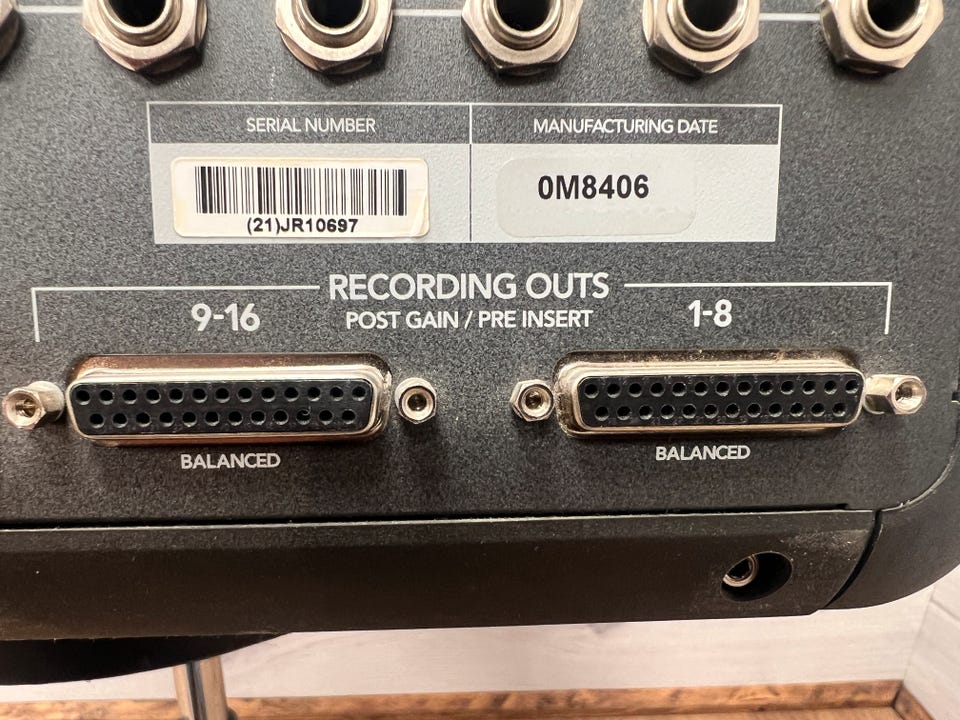 SERIAL NUMBER
MANUFACTURING DATE
(21)JR10697
0M8406
RECORDING OUTS
9-16
POST GAIN / PRE INSERT
1-8
BALANCED
BALANCED